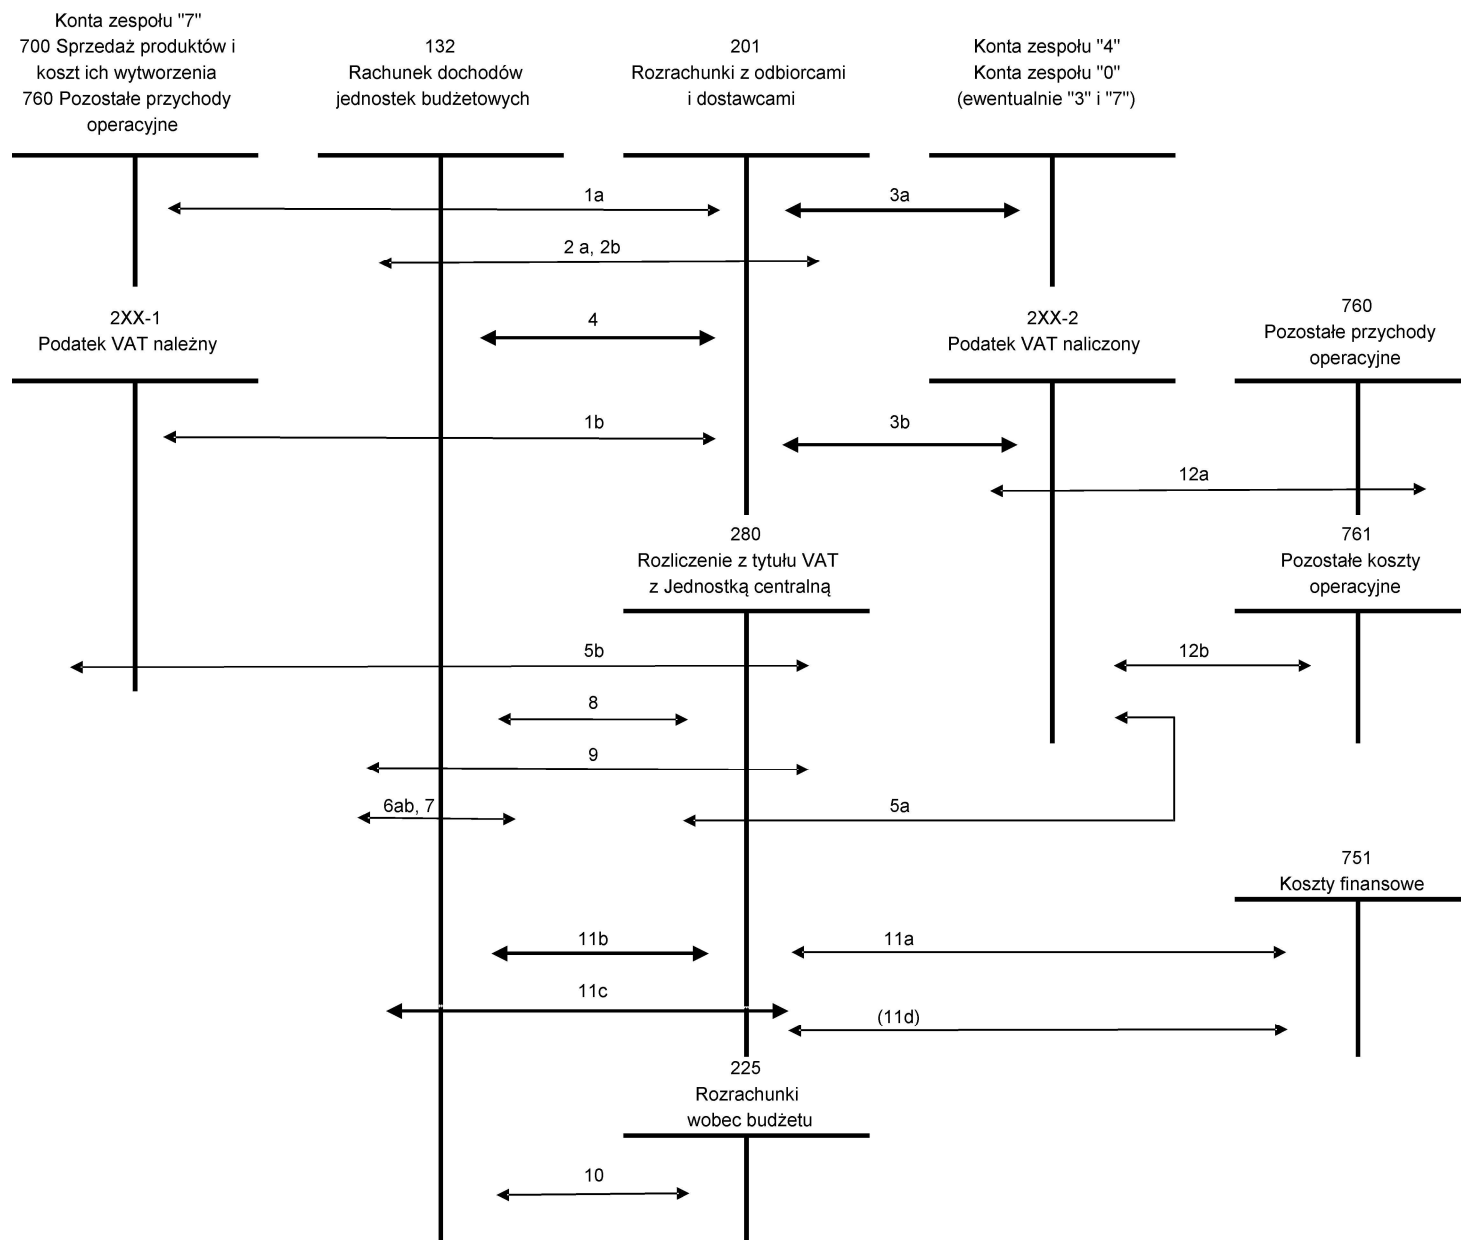 Konta zespołu "7"
700 Sprzedaż produktów i
koszt ich wytworzenia
760 Pozostałe przychody
operacyjne
132
Rachunek dochodów
jednostek budżetowych
201
Rozrachunki z odbiorcami
i dostawcami
Konta zespołu "4"
Konta zespołu "0"
(ewentualnie "3" i "7")
1a
3a
2 a, 2b
2XX-1
Podatek VAT należny
4
2XX-2
Podatek VAT naliczony
760
Pozostałe przychody
operacyjne
1b
3b
12a
280
Rozliczenie z tytułu VAT
z Jednostką centralną
761
Pozostałe koszty
operacyjne
5b
12b
8
9
6ab, 7
5a
751
Koszty finansowe
11b
11a
11c
(11d)
225
Rozrachunki
wobec budżetu
10